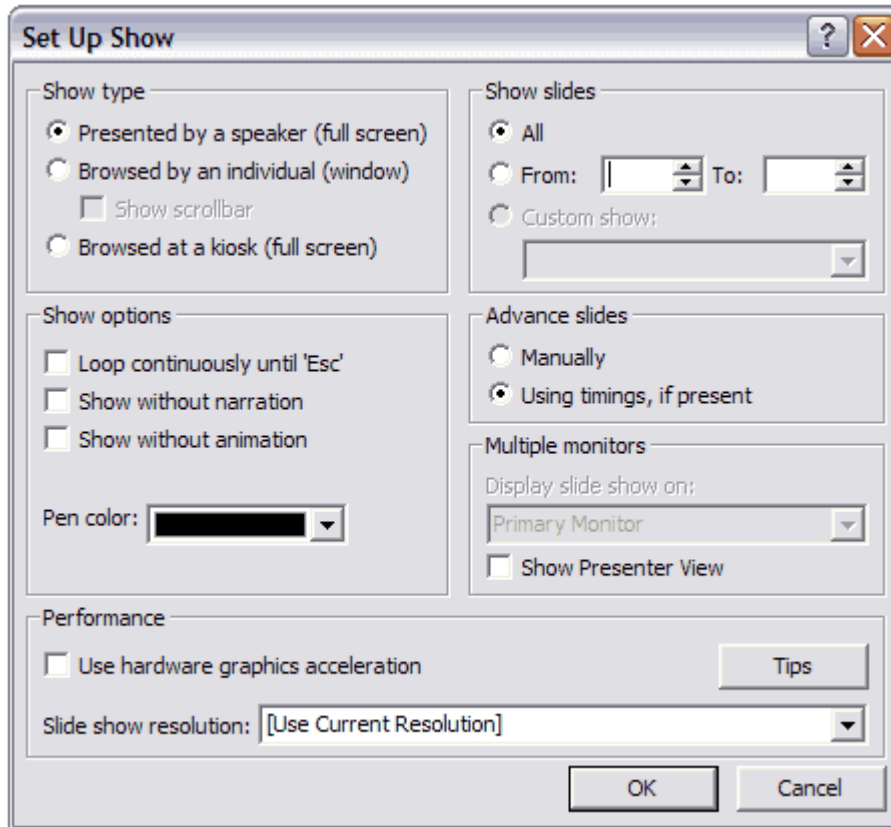 Set Up Show
Show type
Presented by a speaker (full screen)
Browsed by an individual (window)
Show scrollbar
Browsed at a kiosk (full screen)
Show slides
All
From: To:
Custom show:
Show options
Loop continuously until 'Esc'
Show without narration
Show without animation
Pen color:
Advance slides
Manually
Using timings, if present
Multiple monitors
Display slide show on:
Primary Monitor
Show Presenter View
Performance
Use hardware graphics acceleration
Tips
Slide show resolution: [Use Current Resolution]
OK Cancel